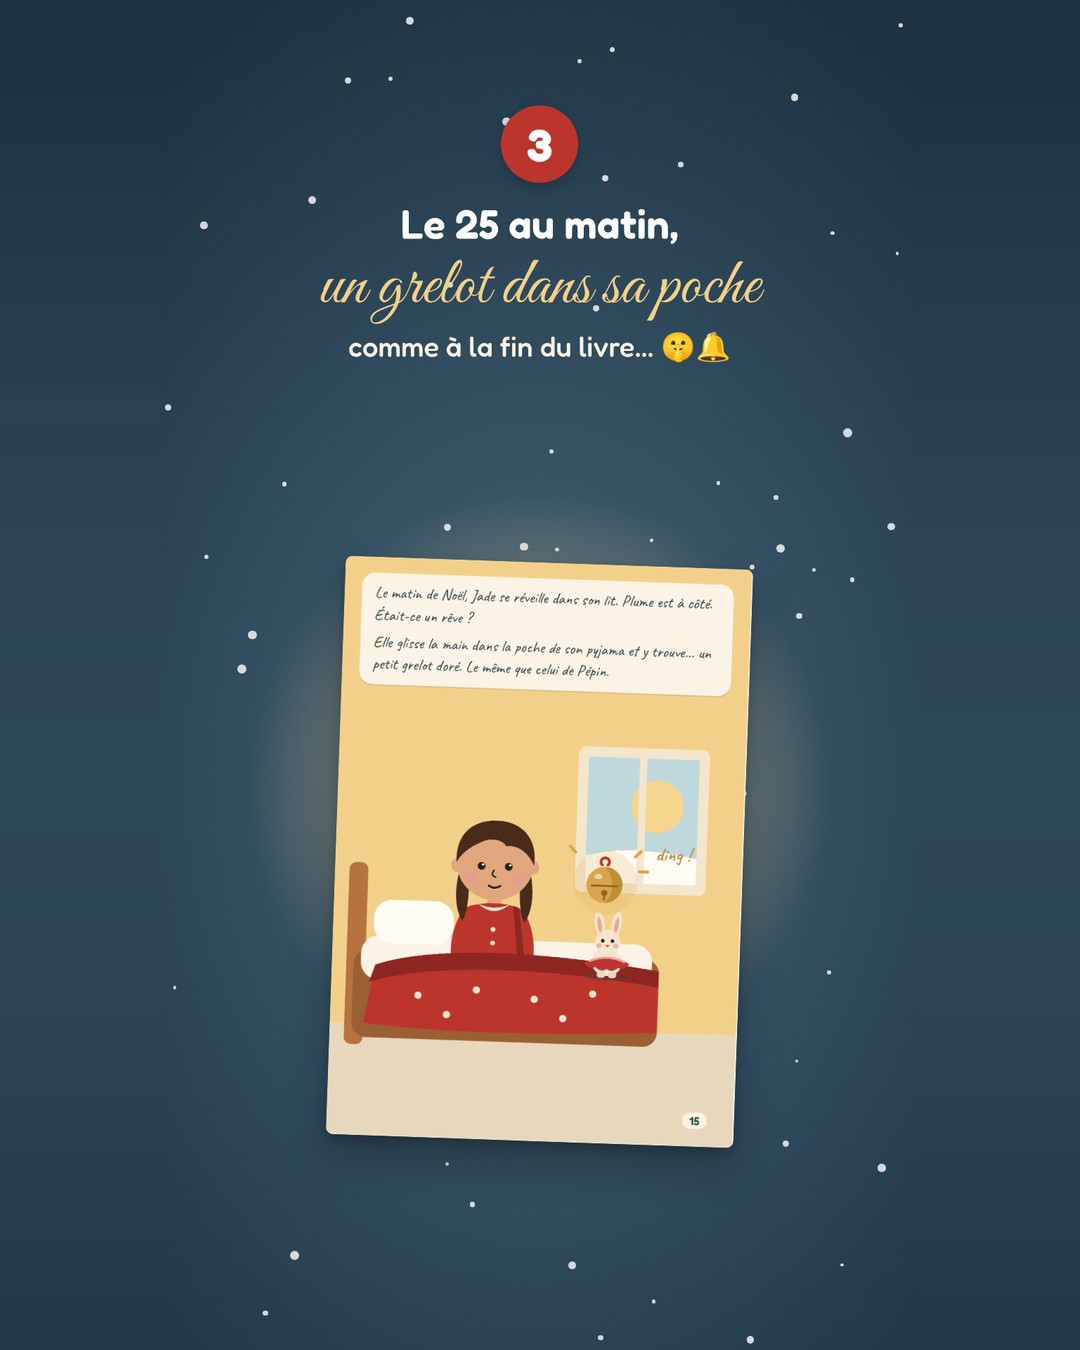 3
Le 25 au matin,
un grelot dans sa poche
comme à la fin du livre... 🤫🔔
Le matin de Noël, Jade se réveille dans son lit. Plume est à côté.
Était-ce un rêve ?
Elle glisse la main dans la poche de son pyjama et y trouve... un
petit grelot doré. Le même que celui de Pépin.
ding !
15